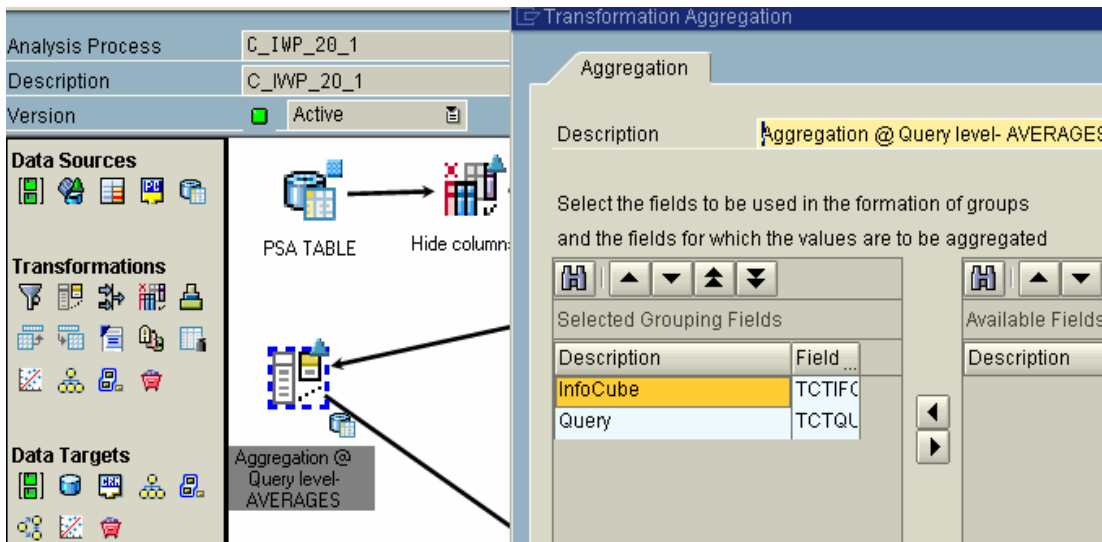 Analysis Process
C_IWP_20_1
Description
C_IWP_20_1
Version
Active
Data Sources
Transformations
Data Targets
PSA TABLE
Hide column
Aggregation @
Query level-
AVERAGES
Transformation Aggregation
Aggregation
Description
Aggregation @ Query level- AVERAGES
Select the fields to be used in the formation of groups
and the fields for which the values are to be aggregated
Selected Grouping Fields
Description
Field ...
InfoCube
TCTIFC
Query
TCTQU
Available Fields
Description